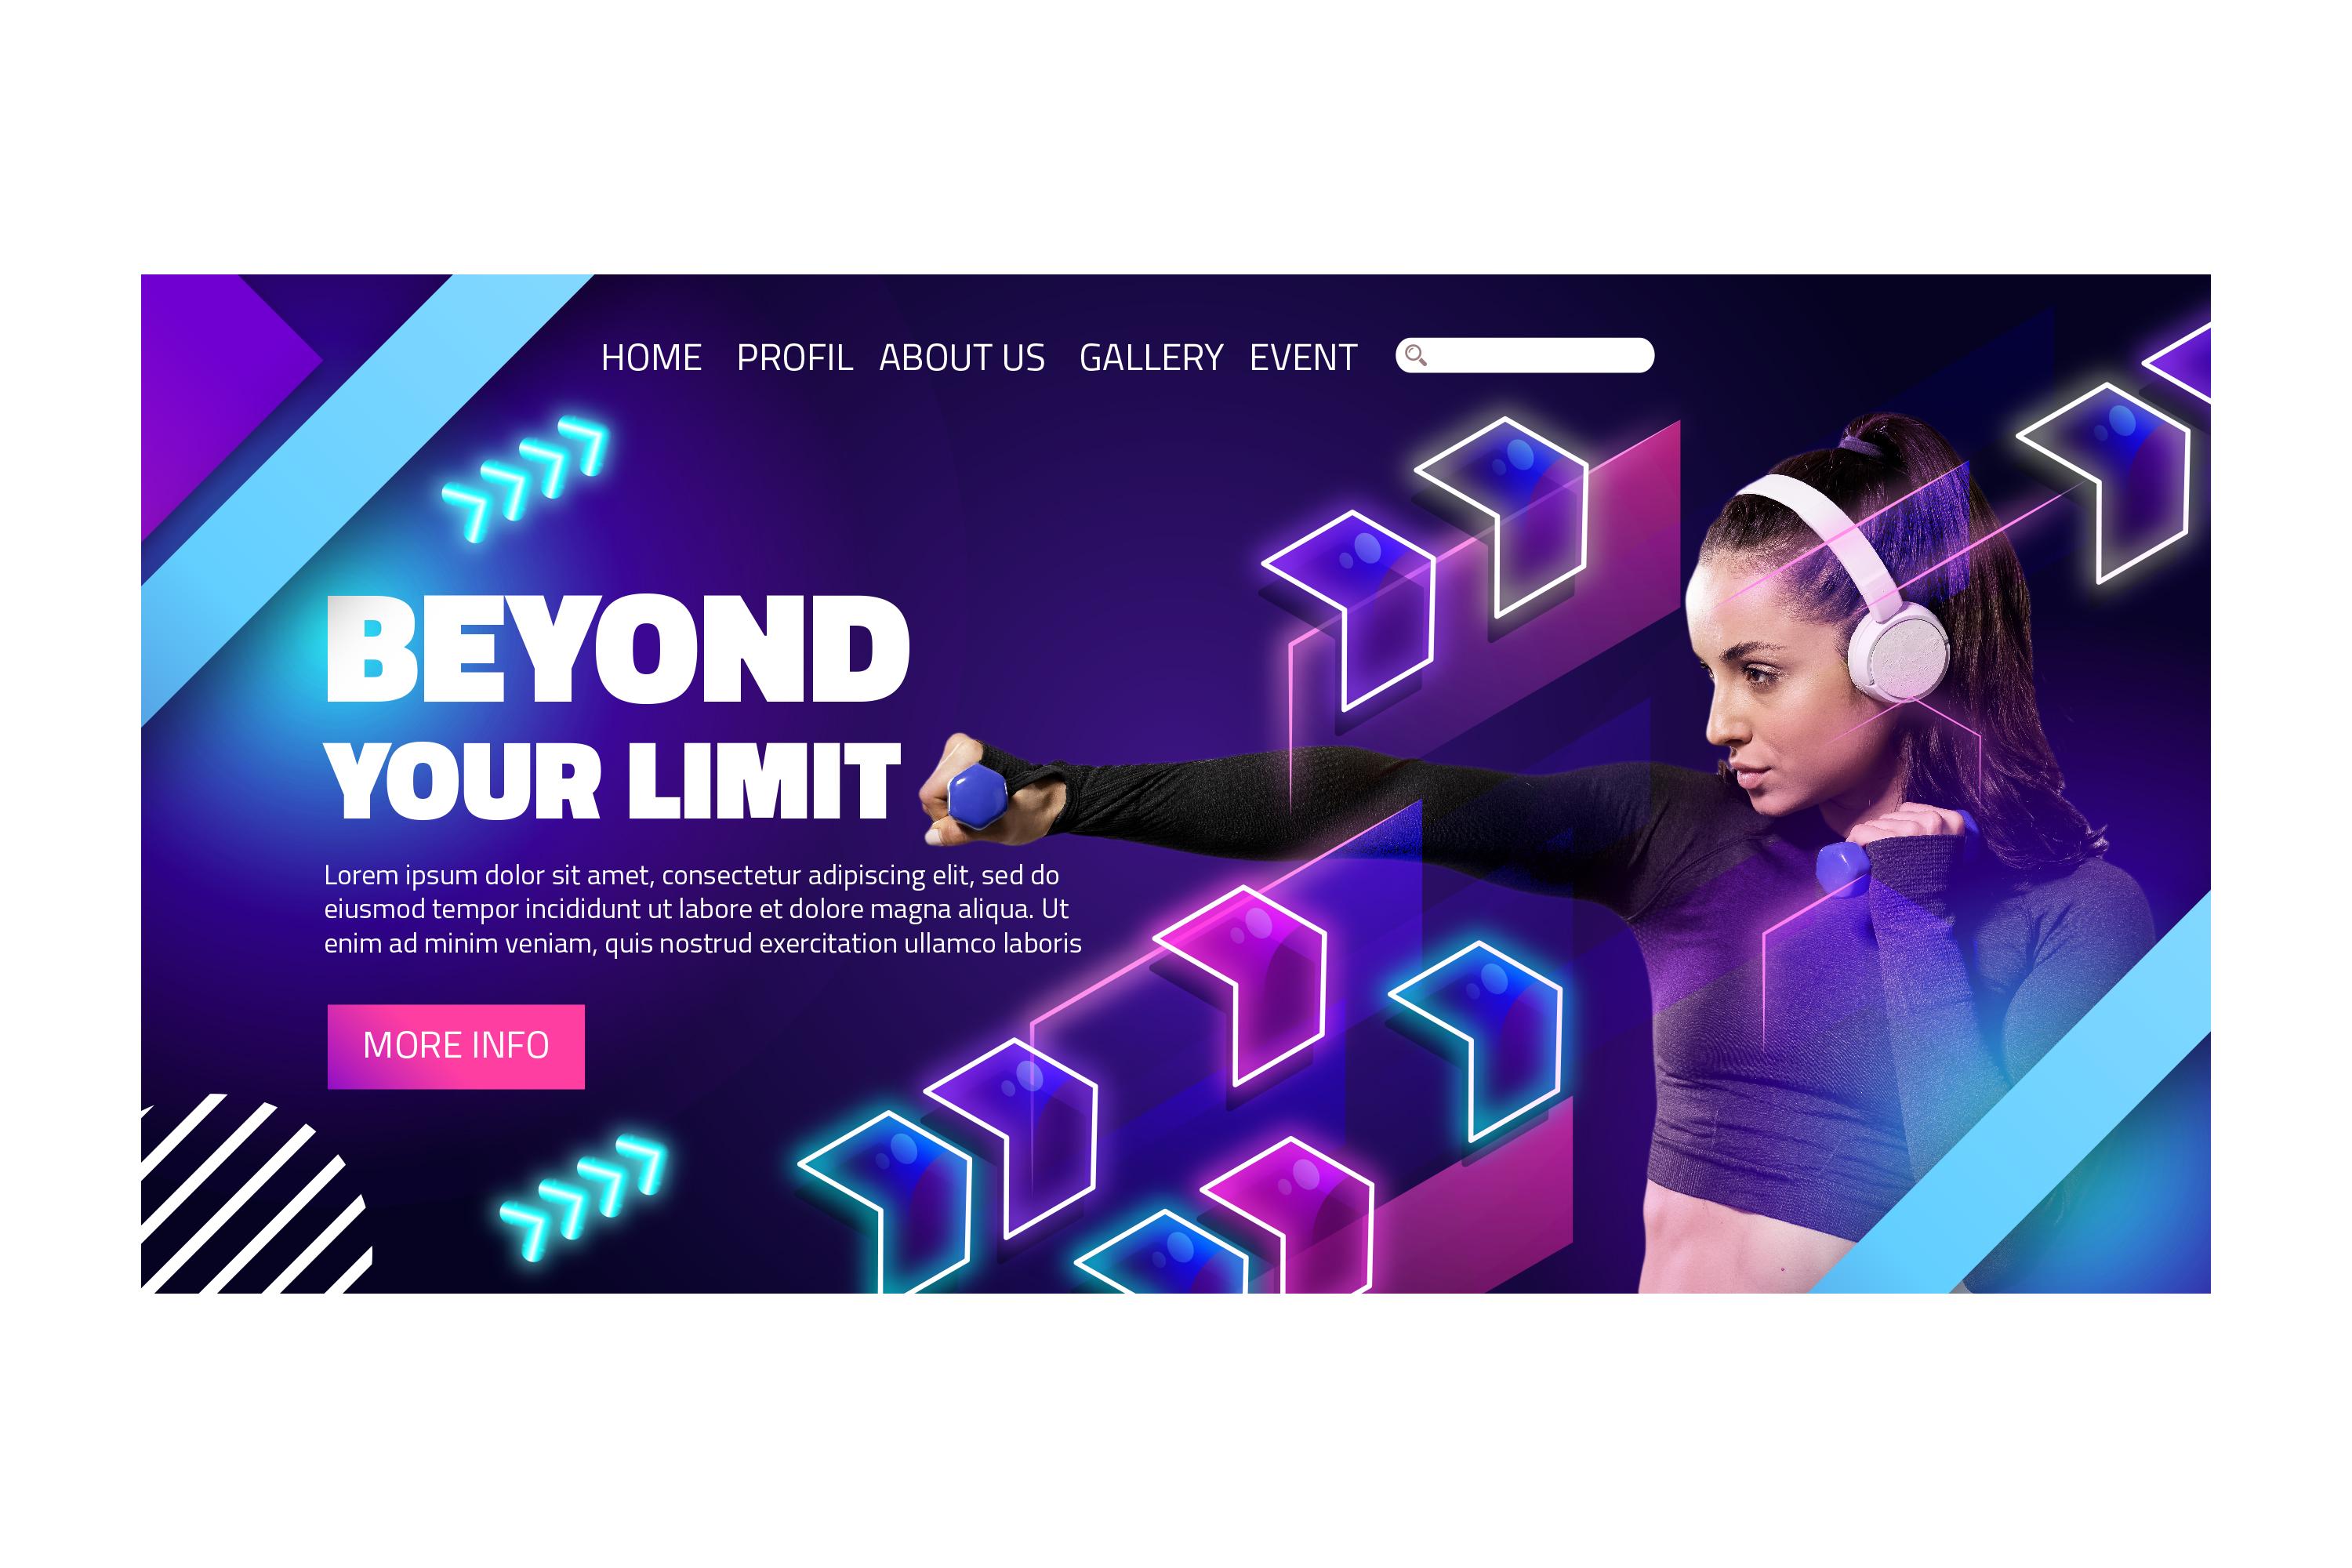 HOME PROFIL ABOUT US GALLERY EVENT
BEYOND
YOUR LIMIT
Lorem ipsum dolor sit amet, consectetur adipiscing elit, sed do
eiusmod tempor incididunt ut labore et dolore magna aliqua. Ut
enim ad minim veniam, quis nostrud exercitation ullamco laboris
MORE INFO